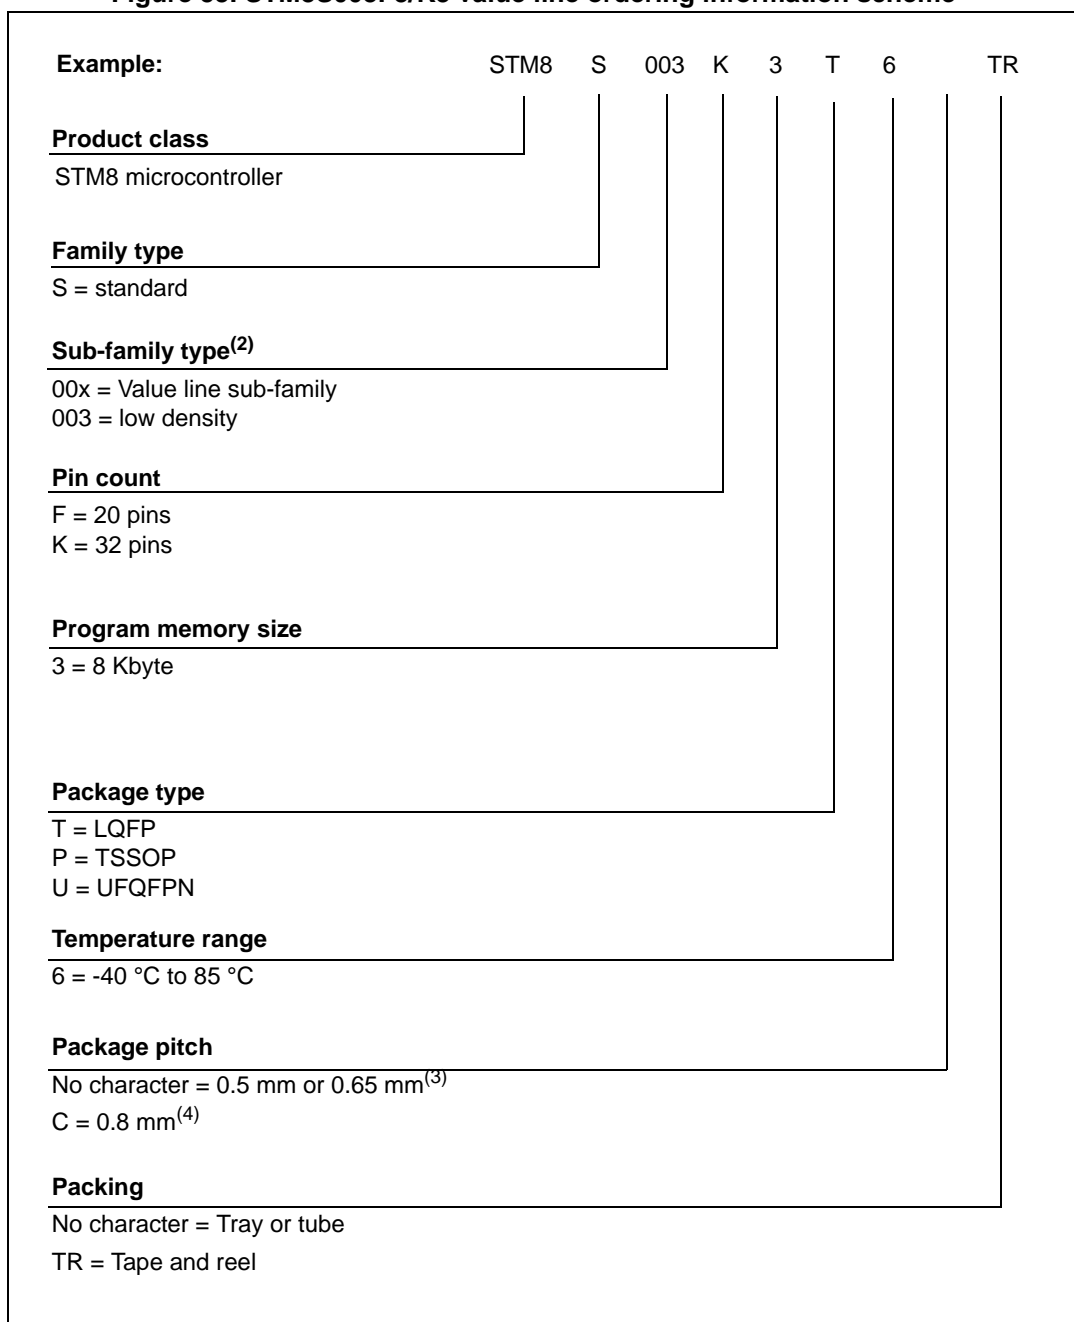 Example: STM8 S 003 K 3 T 6 TR
Product class
STM8 microcontroller
Family type
S = standard
Sub-family type(2)
00x = Value line sub-family
003 = low density
Pin count
F = 20 pins
K = 32 pins
Program memory size
3 = 8 Kbyte
Package type
T = LQFP
P = TSSOP
U = UFQFPN
Temperature range
6 = -40 °C to 85 °C
Package pitch
No character = 0.5 mm or 0.65 mm(3)
C = 0.8 mm(4)
Packing
No character = Tray or tube
TR = Tape and reel